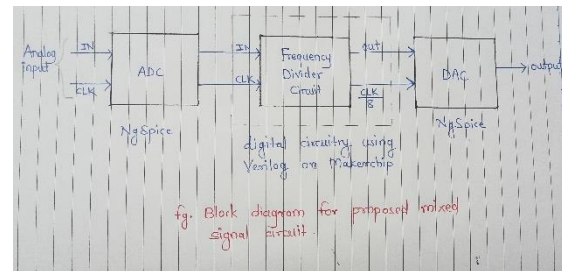 Analog
input
IN
CLK
ADC
NgSpice
IN
CLK
Frequency
Divider
Circuit
out
CLK
8
DAC
output
NgSpice
digital circuitry using
Verilog on Makerchip
fg. Block diagram for proposed mixed
signal circuit.